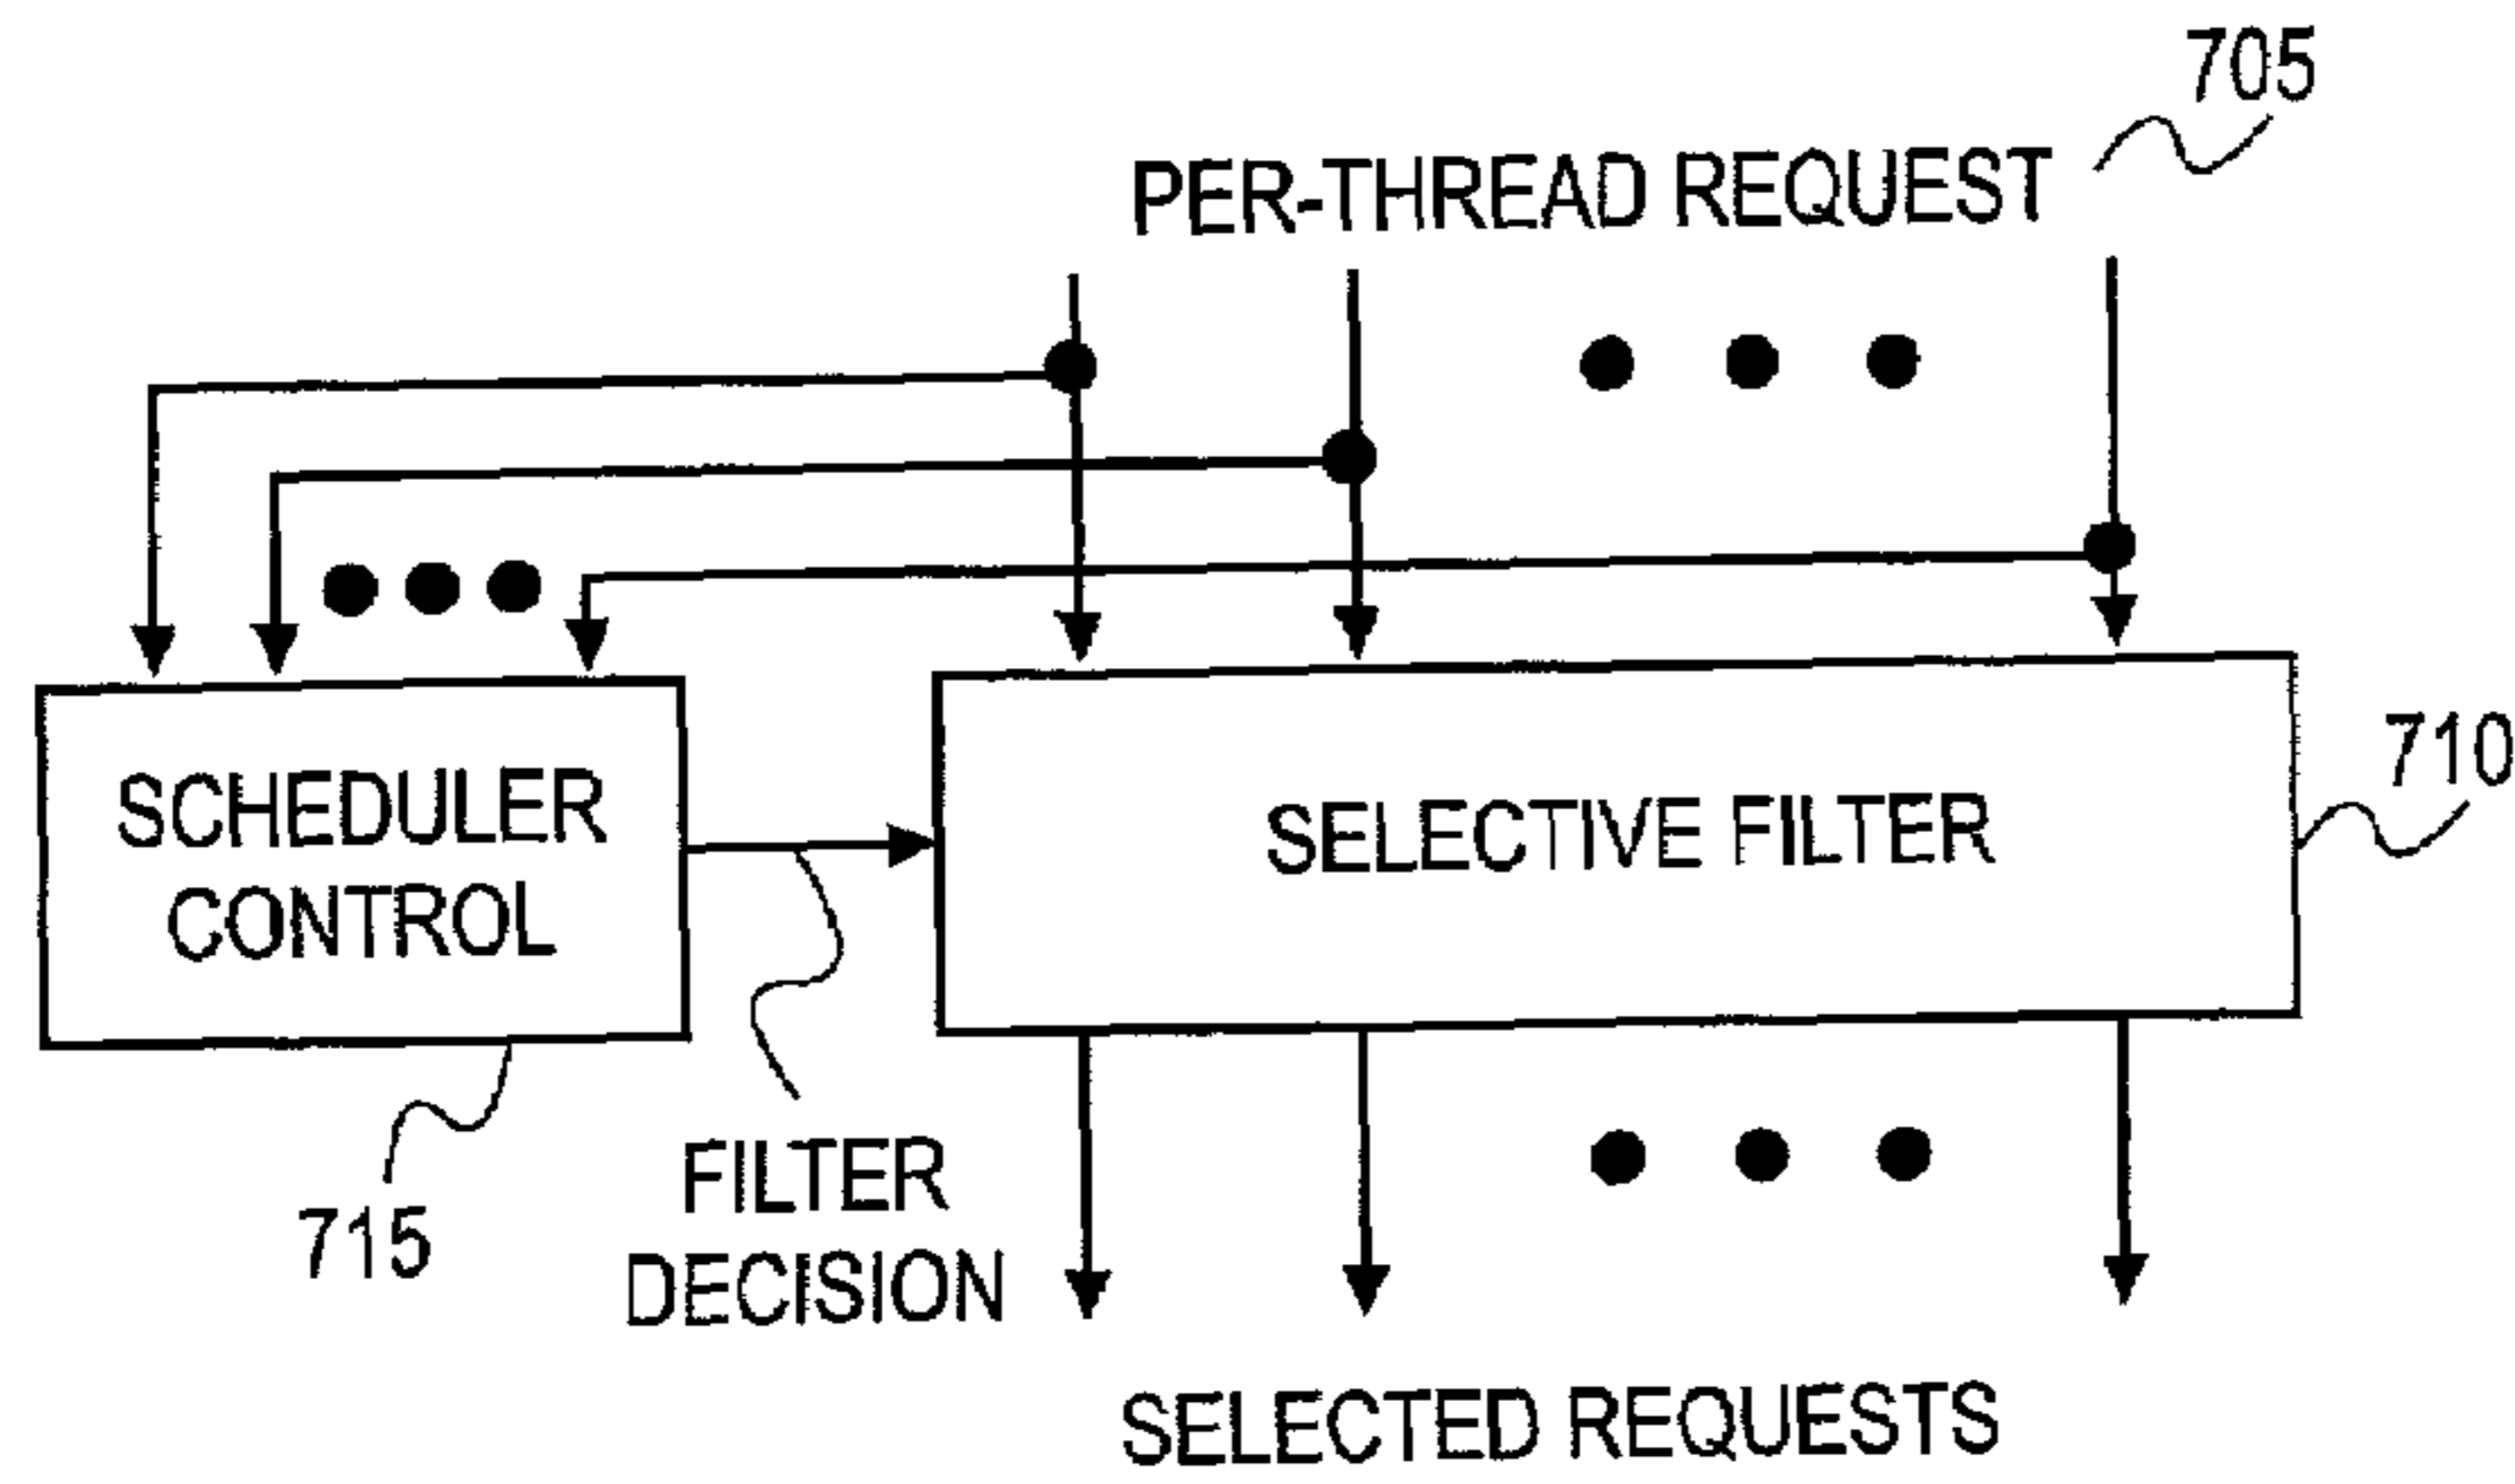 705
PER-THREAD REQUEST
SCHEDULER
CONTROL
SELECTIVE FILTER
710
715
FILTER
DECISION
SELECTED REQUESTS